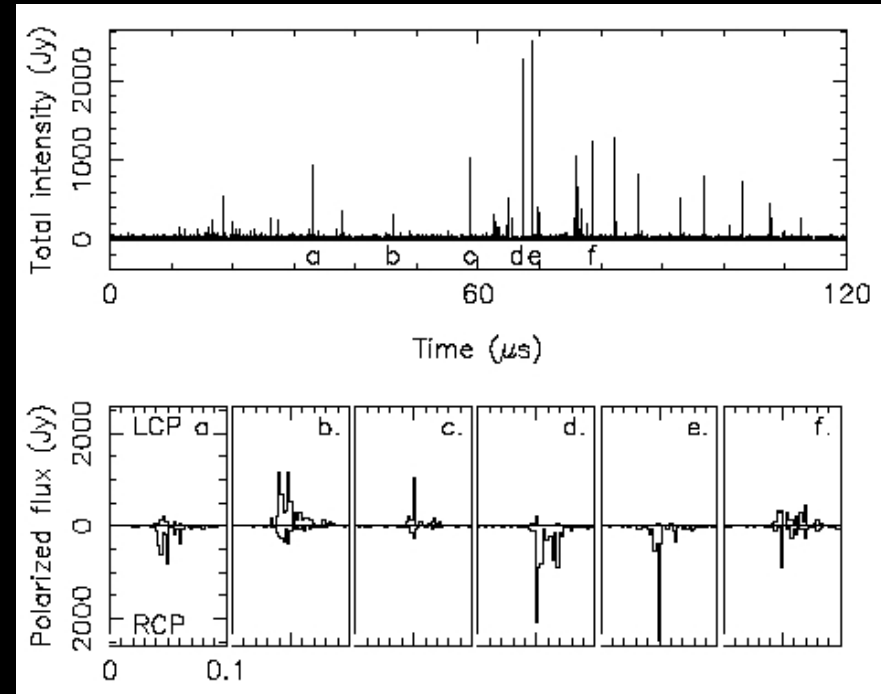 Total intensity (Jy)
2000
1000
0
a b c d e f
0 60 120
Time (μs)
Polarized flux (Jy)
2000
0
2000
LCP a. b. c. d. e. f.
RCP
0 0.1